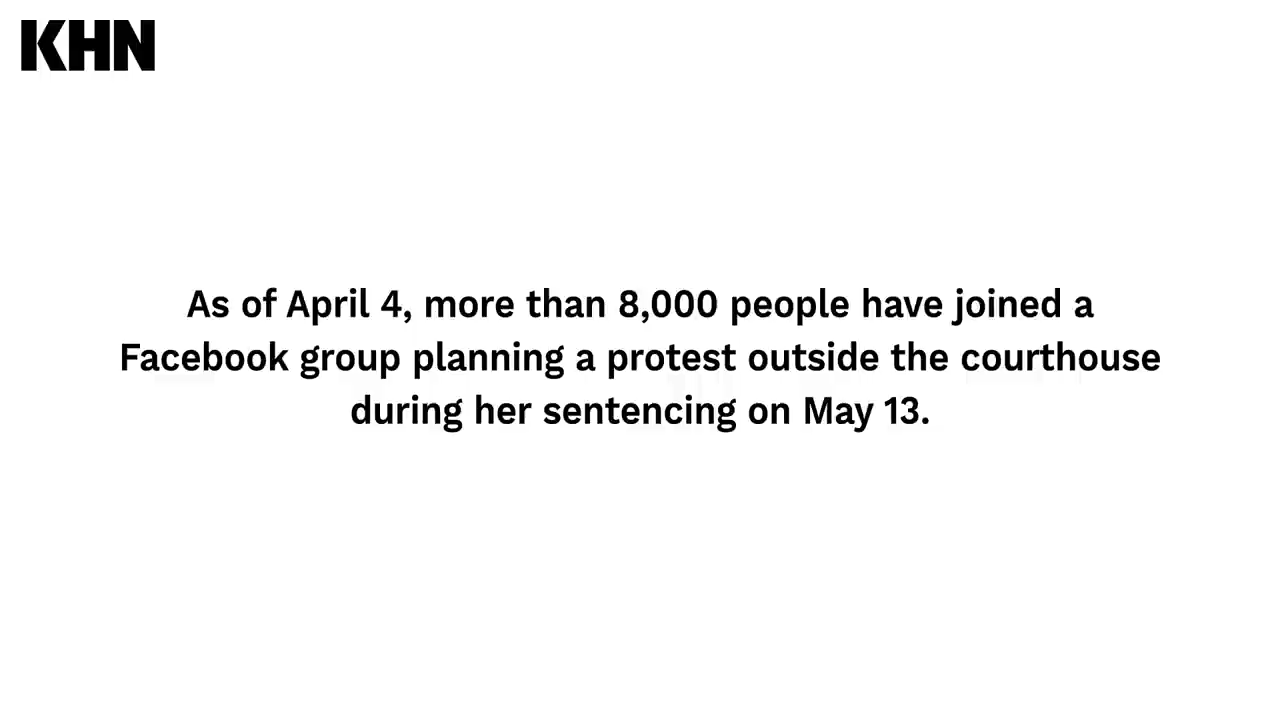 KHN
As of April 4, more than 8,000 people have joined a
Facebook group planning a protest outside the courthouse
during her sentencing on May 13.